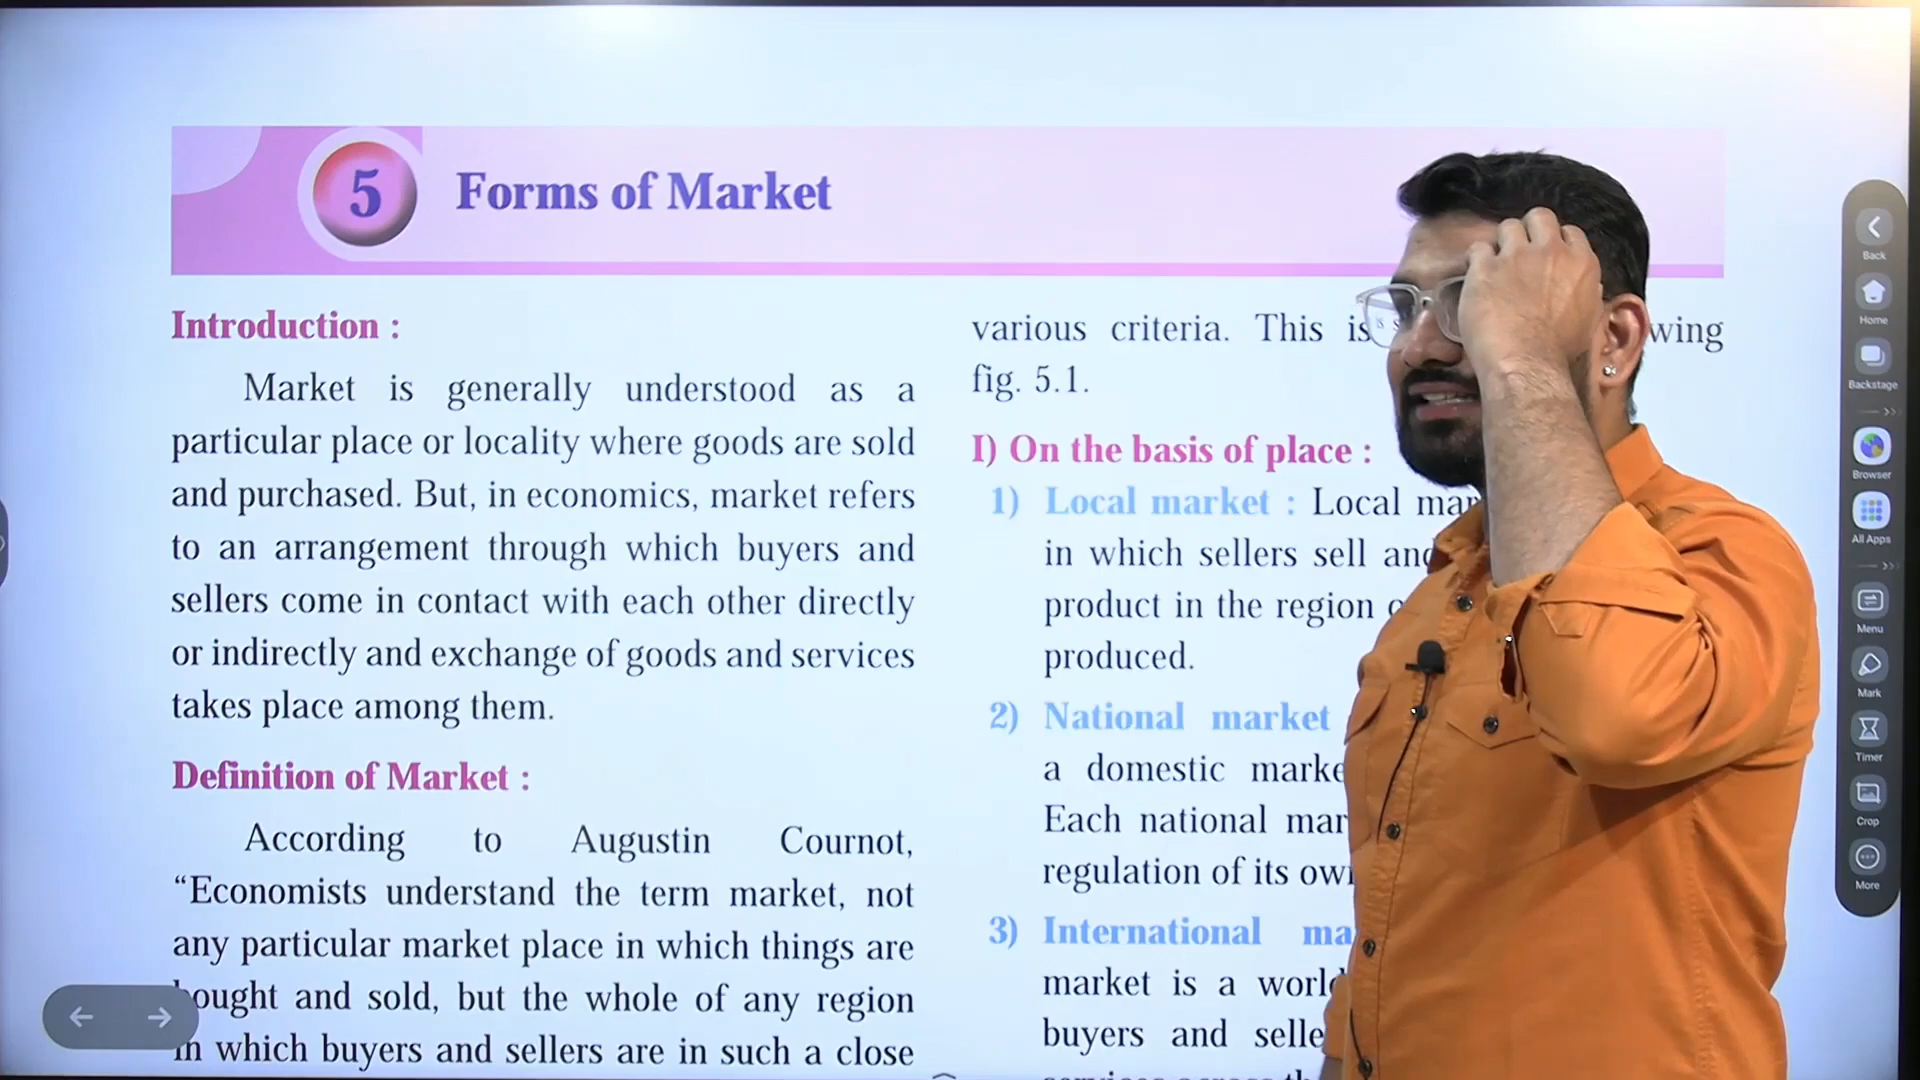 5 Forms of Market
Introduction :
Market is generally understood as a
particular place or locality where goods are sold
and purchased. But, in economics, market refers
to an arrangement through which buyers and
sellers come in contact with each other directly
or indirectly and exchange of goods and services
takes place among them.
Definition of Market :
According to Augustin Cournot,
“Economists understand the term market, not
any particular market place in which things are
bought and sold, but the whole of any region
in which buyers and sellers are in such a close
various criteria. This is
fig. 5.1.
I) On the basis of place :
1) Local market : Local
in which sellers sell
product in the region
produced.
2) National market
a domestic
Each national
regulation of its
3) International
market is a
buyers and
Back
Home
Backstage
Browser
All Apps
Menu
Mark
Timer
Crop
More